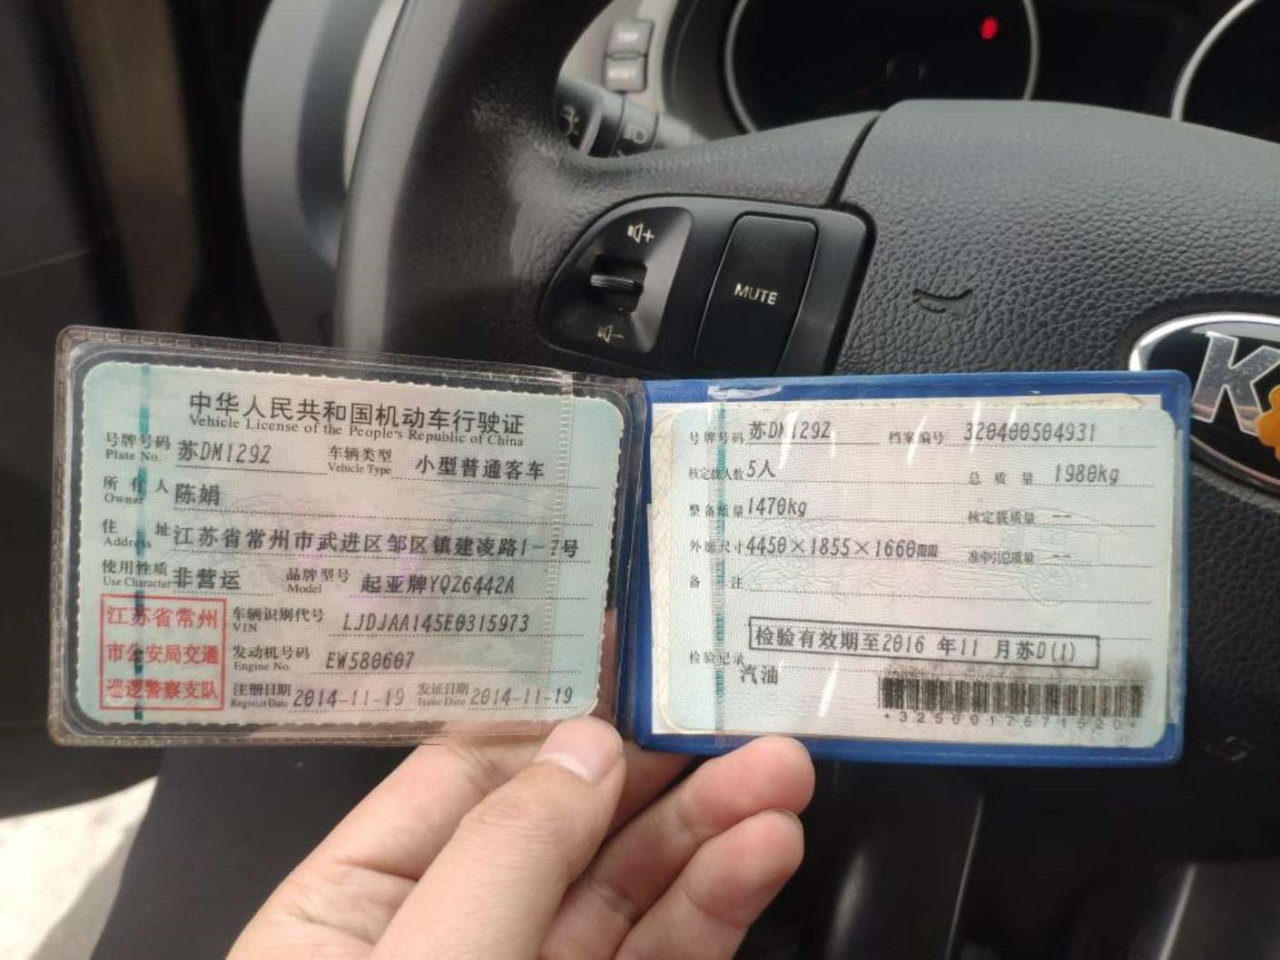 MUTE
中华人民共和国机动车行驶证
Vehicle License of the People's Republic of China
号牌号码 Plate No. 苏DM129Z 车辆类型 Vehicle Type 小型普通客车
所有人 Owner 陈娟
住址 Address 江苏省常州市武进区邹区镇建凌路1-2号
使用性质 Use Character 非营运 品牌型号 Model 起亚牌YQZ6442A
江苏省常州
市公安局交通
巡逻警察支队
车辆识别代号 VIN LJDJAA145E0315973
发动机号码 Engine No. EW580607
注册日期 Register Date 2014-11-19 发证日期 Issue Date 2014-11-19
号牌号码 苏DM129Z 档案编号 320400504931
核定载人数 5人 总质量 1980kg
整备质量 1470kg 核定载质量 --
外廓尺寸 4450×1855×1660mm 准牵引总质量 --
备注
检验有效期至2016年11月苏D(1)
检验记录
汽油